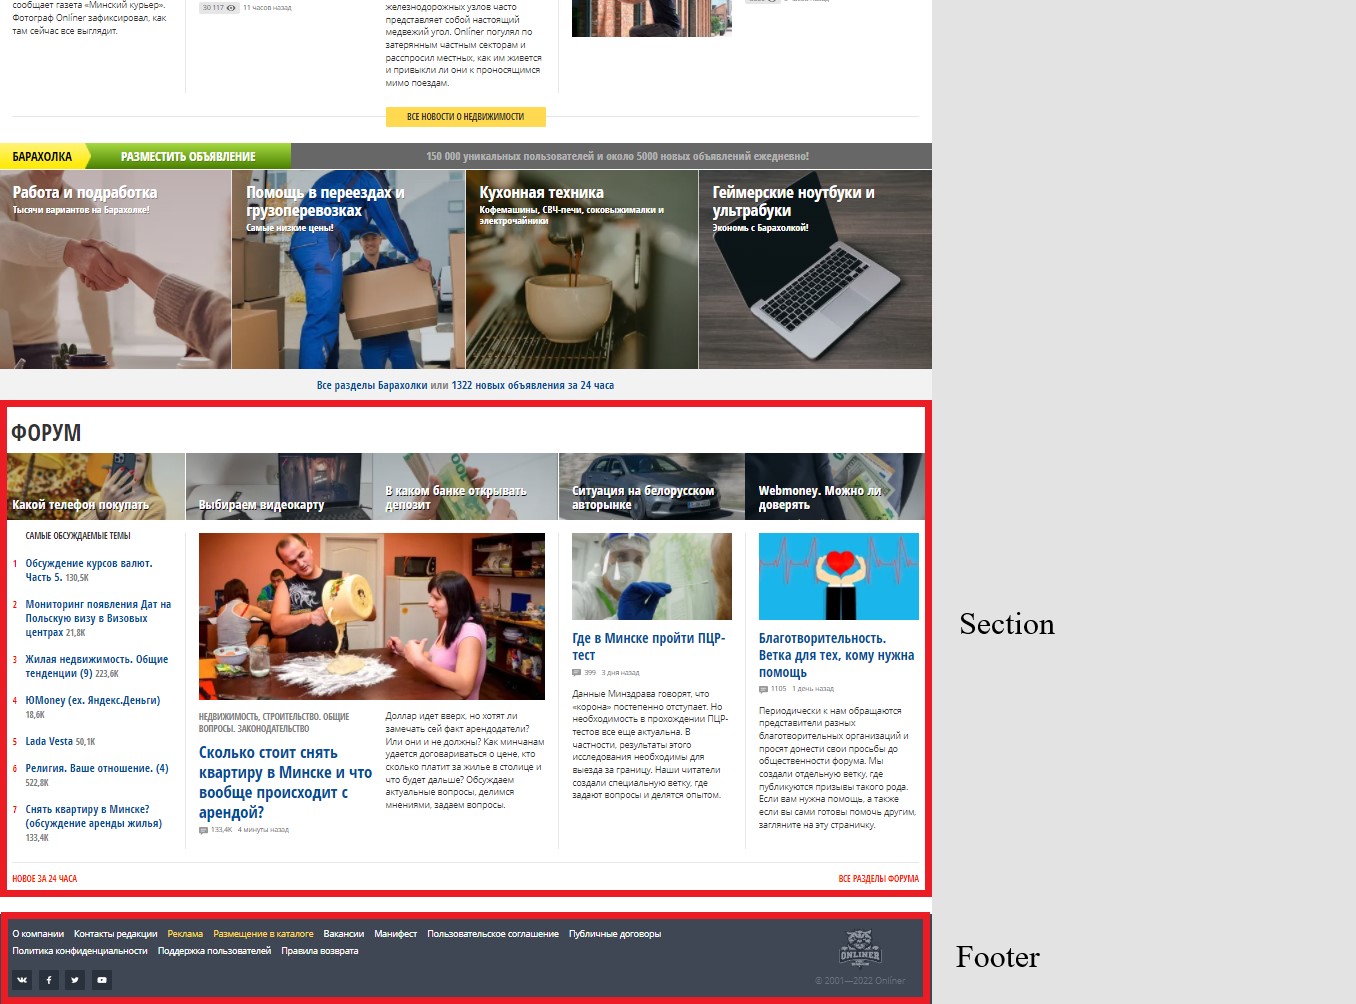 сообщает газета «Минский курьер».
Фотограф Onliner зафиксировал, как
там сейчас все выглядит.
30 117 11 часов назад
железнодорожных узлов часто
представляет собой настоящий
медвежий угол. Onliner погулял по
затерянным частным секторам и
расспросил местных, как им живется
и привыкли ли они к проносящимся
мимо поездам.
ВСЕ НОВОСТИ О НЕДВИЖИМОСТИ
БАРАХОЛКА
РАЗМЕСТИТЬ ОБЪЯВЛЕНИЕ
150 000 уникальных пользователей и около 5000 новых объявлений ежедневно!
Работа и подработка
Тысячи вариантов на Барахолке!
Помощь в переездах и
грузоперевозках
Самые низкие цены!
Кухонная техника
Кофемашины, СВЧ-печи, соковыжималки и
электрочайники
Геймерские ноутбуки и
ультрабуки
Экономь с Барахолкой!
Все разделы Барахолки или 1322 новых объявления за 24 часа
ФОРУМ
Какой телефон покупать
Выбираем видеокарту
В каком банке открывать
депозит
Ситуация на белорусском
авторынке
Webmoney. Можно ли
доверять
САМЫЕ ОБСУЖДАЕМЫЕ ТЕМЫ
1 Обсуждение курсов валют.
Часть 5. 130,5K
2 Мониторинг появления Дат на
Польскую визу в Визовых
центрах 21,8K
3 Жилая недвижимость. Общие
тенденции (9) 223,6K
4 ЮMoney (ex. Яндекс.Деньги)
18,6K
5 Lada Vesta 50,1K
6 Религия. Ваше отношение. (4)
522,8K
7 Снять квартиру в Минске?
(обсуждение аренды жилья)
133,4K
НЕДВИЖИМОСТЬ, СТРОИТЕЛЬСТВО. ОБЩИЕ
ВОПРОСЫ. ЗАКОНОДАТЕЛЬСТВО
Сколько стоит снять
квартиру в Минске и что
вообще происходит с
арендой?
133,4K 4 минуты назад
Доллар идет вверх, но хотят ли
замечать сей факт арендодатели?
Или они и не должны? Как минчанам
удается договариваться о цене, кто
сколько платит за жилье в столице и
что будет дальше? Обсуждаем
актуальные вопросы, делимся
мнениями, задаем вопросы.
Где в Минске пройти ПЦР-
тест
399 3 дня назад
Данные Минздрава говорят, что
«корона» постепенно отступает. Но
необходимость в прохождении ПЦР-
тестов все еще актуальна. В
частности, результаты этого
исследования необходимы для
выезда за границу. Наши читатели
создали специальную ветку, где
задают вопросы и делятся опытом.
Благотворительность.
Ветка для тех, кому нужна
помощь
1105 1 день назад
Периодически к нам обращаются
представители разных
благотворительных организаций и
просят донести свои просьбы до
общественности форума. Мы
создали отдельную ветку, где
публикуются призывы такого рода.
Если вам нужна помощь, а также
если вы сами готовы помочь другим,
загляните на эту страничку.
НОВОЕ ЗА 24 ЧАСА
ВСЕ РАЗДЕЛЫ ФОРУМА
Section
О компании Контакты редакции Реклама Размещение в каталоге Вакансии Манифест Пользовательское соглашение Публичные договоры
Политика конфиденциальности Поддержка пользователей Правила возврата
ONLINER
© 2001—2022 Onliner
Footer